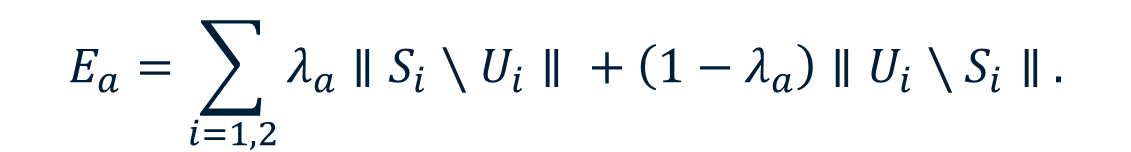 E_a = ∑_{i=1,2} λ_a ∥ S_i \ U_i ∥ + (1 − λ_a) ∥ U_i \ S_i ∥.